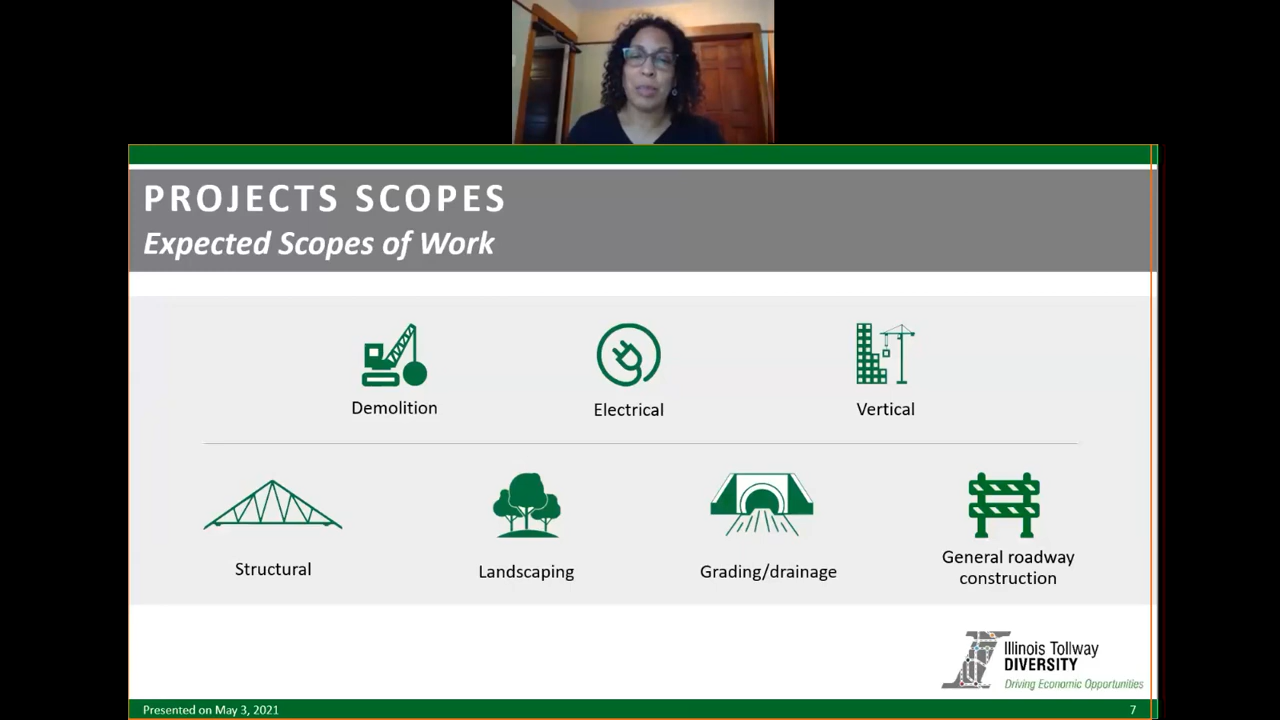 PROJECTS SCOPES
Expected Scopes of Work
Demolition
Electrical
Vertical
Structural
Landscaping
Grading/drainage
General roadway
construction
Illinois Tollway
DIVERSITY
Driving Economic Opportunities
Presented on May 3, 2021
7